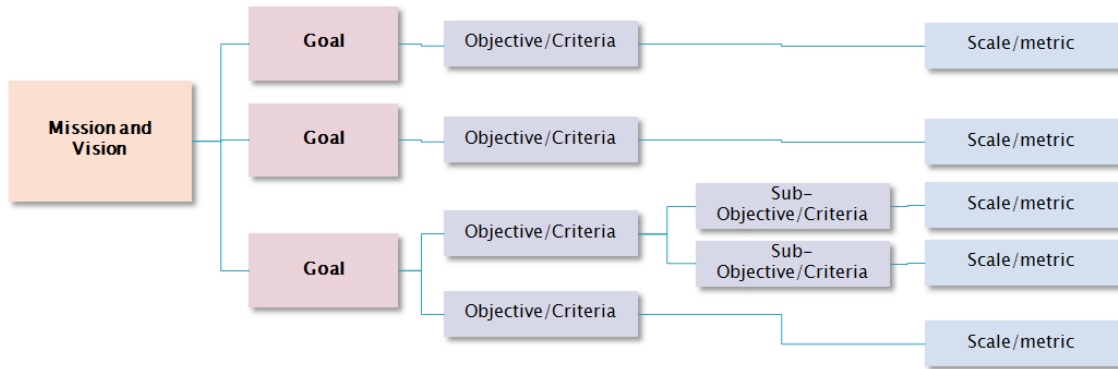 Goal
Objective/Criteria
Scale/metric
Mission and
Vision
Goal
Objective/Criteria
Scale/metric
Sub-
Objective/Criteria
Scale/metric
Goal
Objective/Criteria
Sub-
Objective/Criteria
Scale/metric
Objective/Criteria
Scale/metric